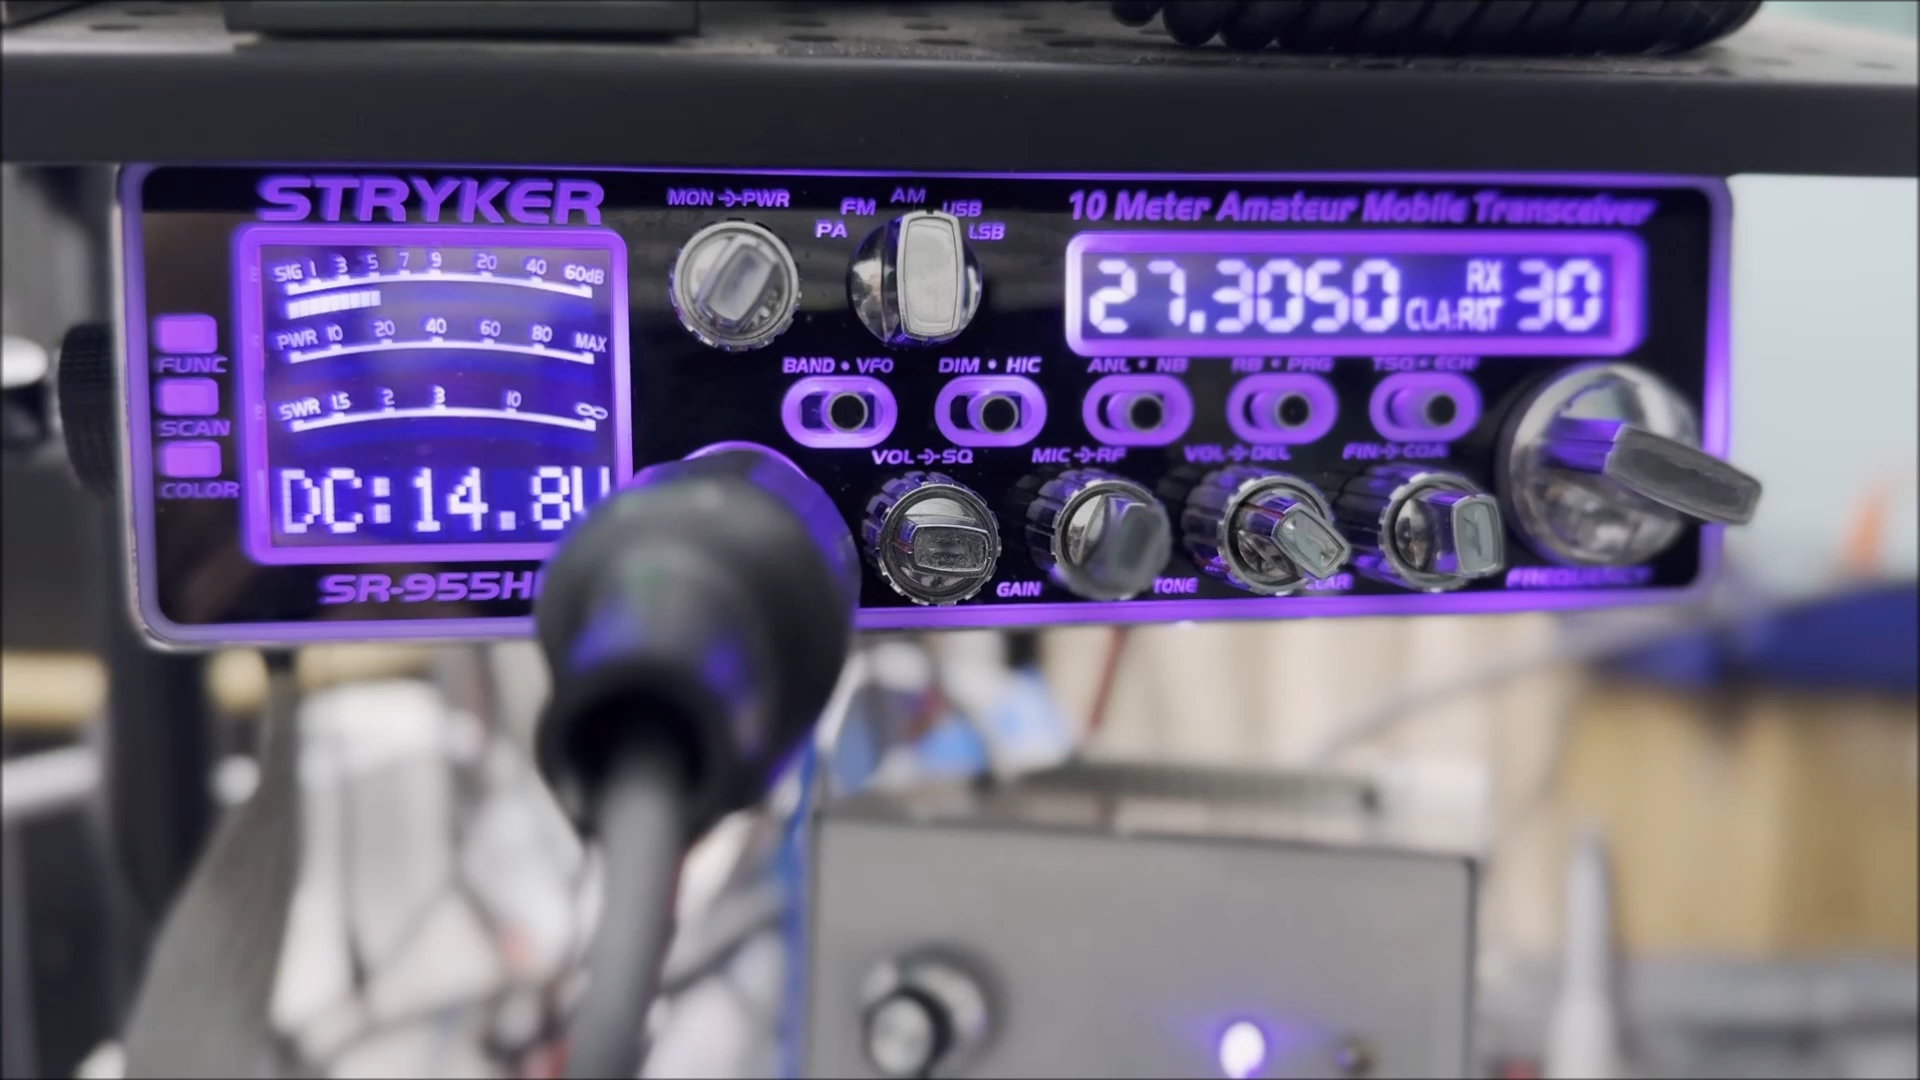 STRYKER
SIG 1 3 5 7 9 20 40 60dB
PWR 10 20 40 60 80 MAX
SWR 1.5 2 3 10 ∞
DC:14.8V
SR-955H
FUNC
SCAN
COLOR
MON→PWR
PA FM AM USB LSB
10 Meter Amateur Mobile Transceiver
27.3050 RX CLA:R&T 30
BAND • VFO DIM • HIC ANL • NB RB • PRG TSQ • ECH
VOL→SQ MIC→RF VOL→DEL FIN→COA
GAIN TONE FREQUENCY